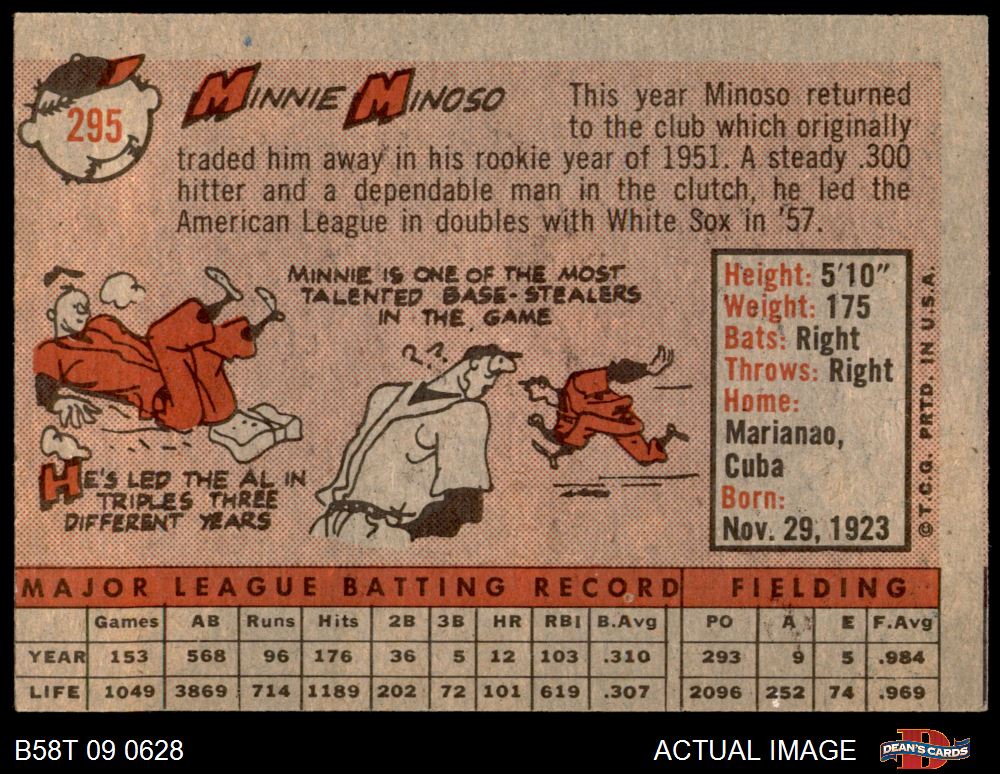 295
MINNIE MINOSO
This year Minoso returned
to the club which originally
traded him away in his rookie year of 1951. A steady .300
hitter and a dependable man in the clutch, he led the
American League in doubles with White Sox in '57.
MINNIE IS ONE OF THE MOST
TALENTED BASE-STEALERS
IN THE GAME
??
HE'S LED THE AL IN
TRIPLES THREE
DIFFERENT YEARS
Height: 5'10"
Weight: 175
Bats: Right
Throws: Right
Home:
Marianao,
Cuba
Born:
Nov. 29, 1923
© T.C.G. PRTD. IN U.S.A.
MAJOR LEAGUE BATTING RECORD FIELDING
Games AB Runs Hits 2B 3B HR RBI B.Avg PO A E F.Avg
YEAR 153 568 96 176 36 5 12 103 .310 293 9 5 .984
LIFE 1049 3869 714 1189 202 72 101 619 .307 2096 252 74 .969
B58T 09 0628 ACTUAL IMAGE DEAN'S CARDS